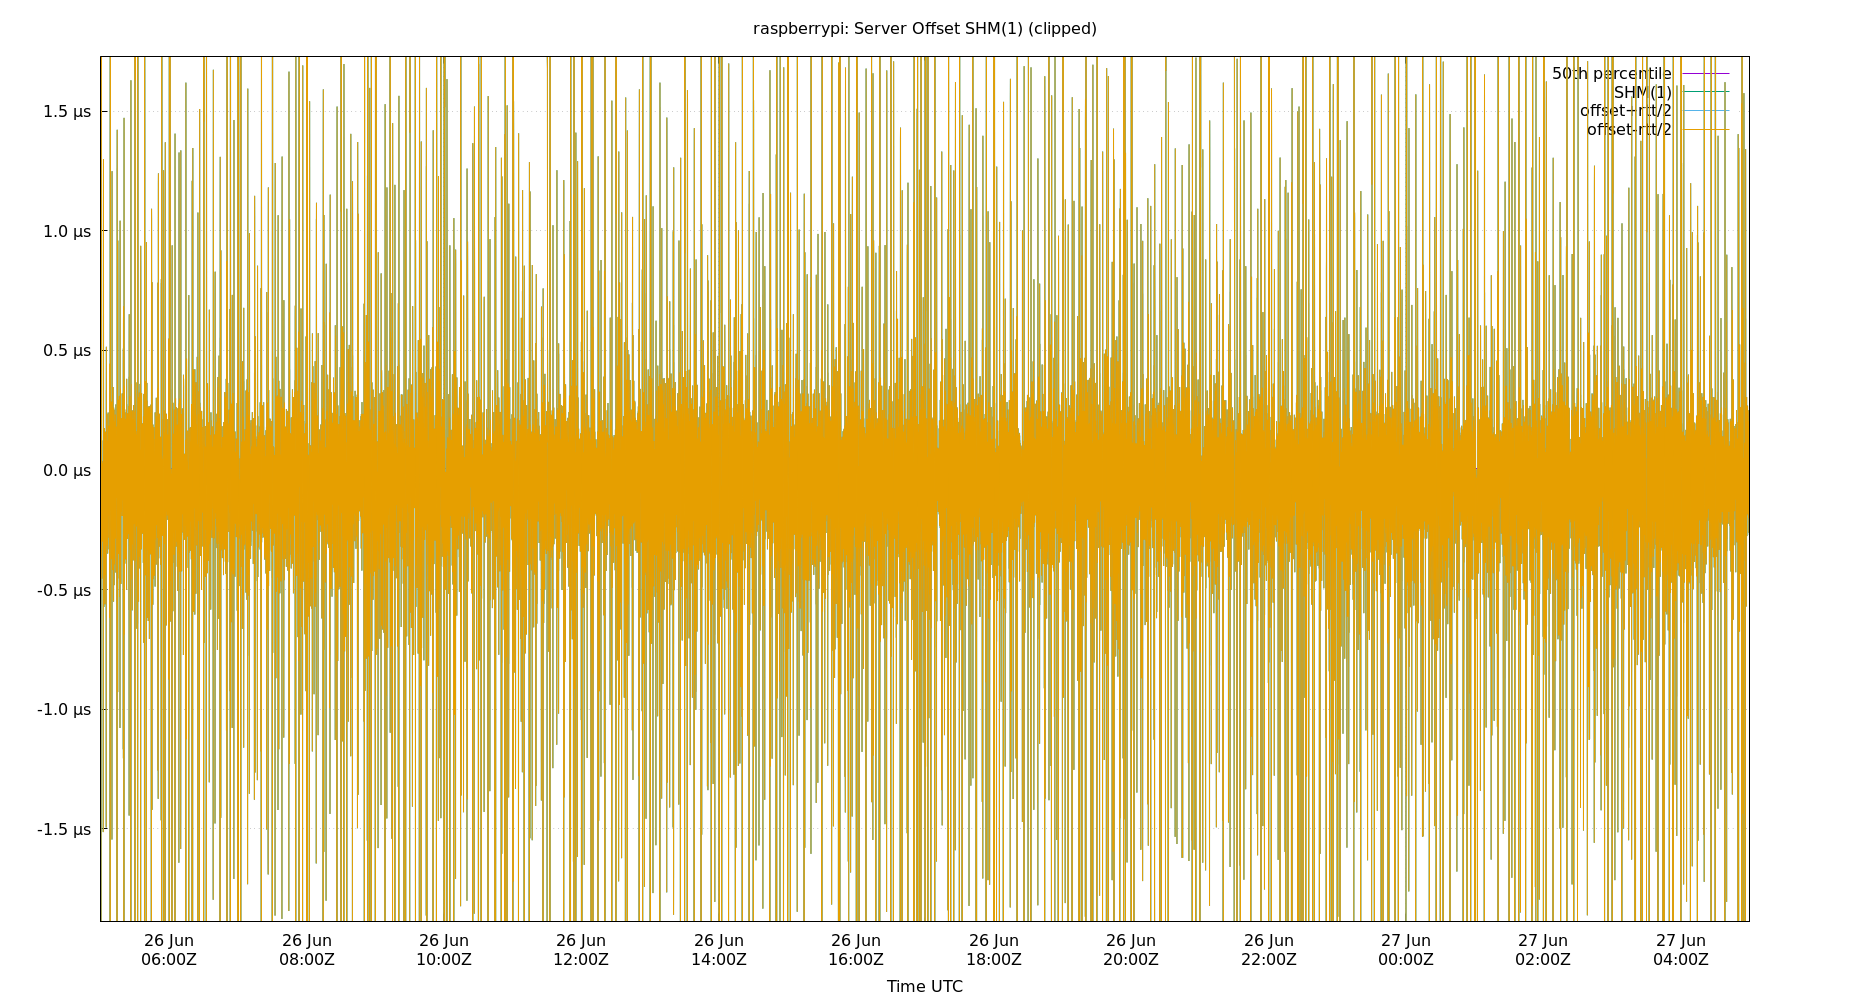 raspberrypi: Server Offset SHM(1) (clipped)
50th percentile
SHM(1)
offset+rtt/2
offset-rtt/2
1.5 µs
1.0 µs
0.5 µs
0.0 µs
-0.5 µs
-1.0 µs
-1.5 µs
26 Jun 26 Jun 26 Jun 26 Jun 26 Jun 26 Jun 26 Jun 26 Jun 26 Jun 27 Jun 27 Jun 27 Jun
06:00Z 08:00Z 10:00Z 12:00Z 14:00Z 16:00Z 18:00Z 20:00Z 22:00Z 00:00Z 02:00Z 04:00Z
Time UTC